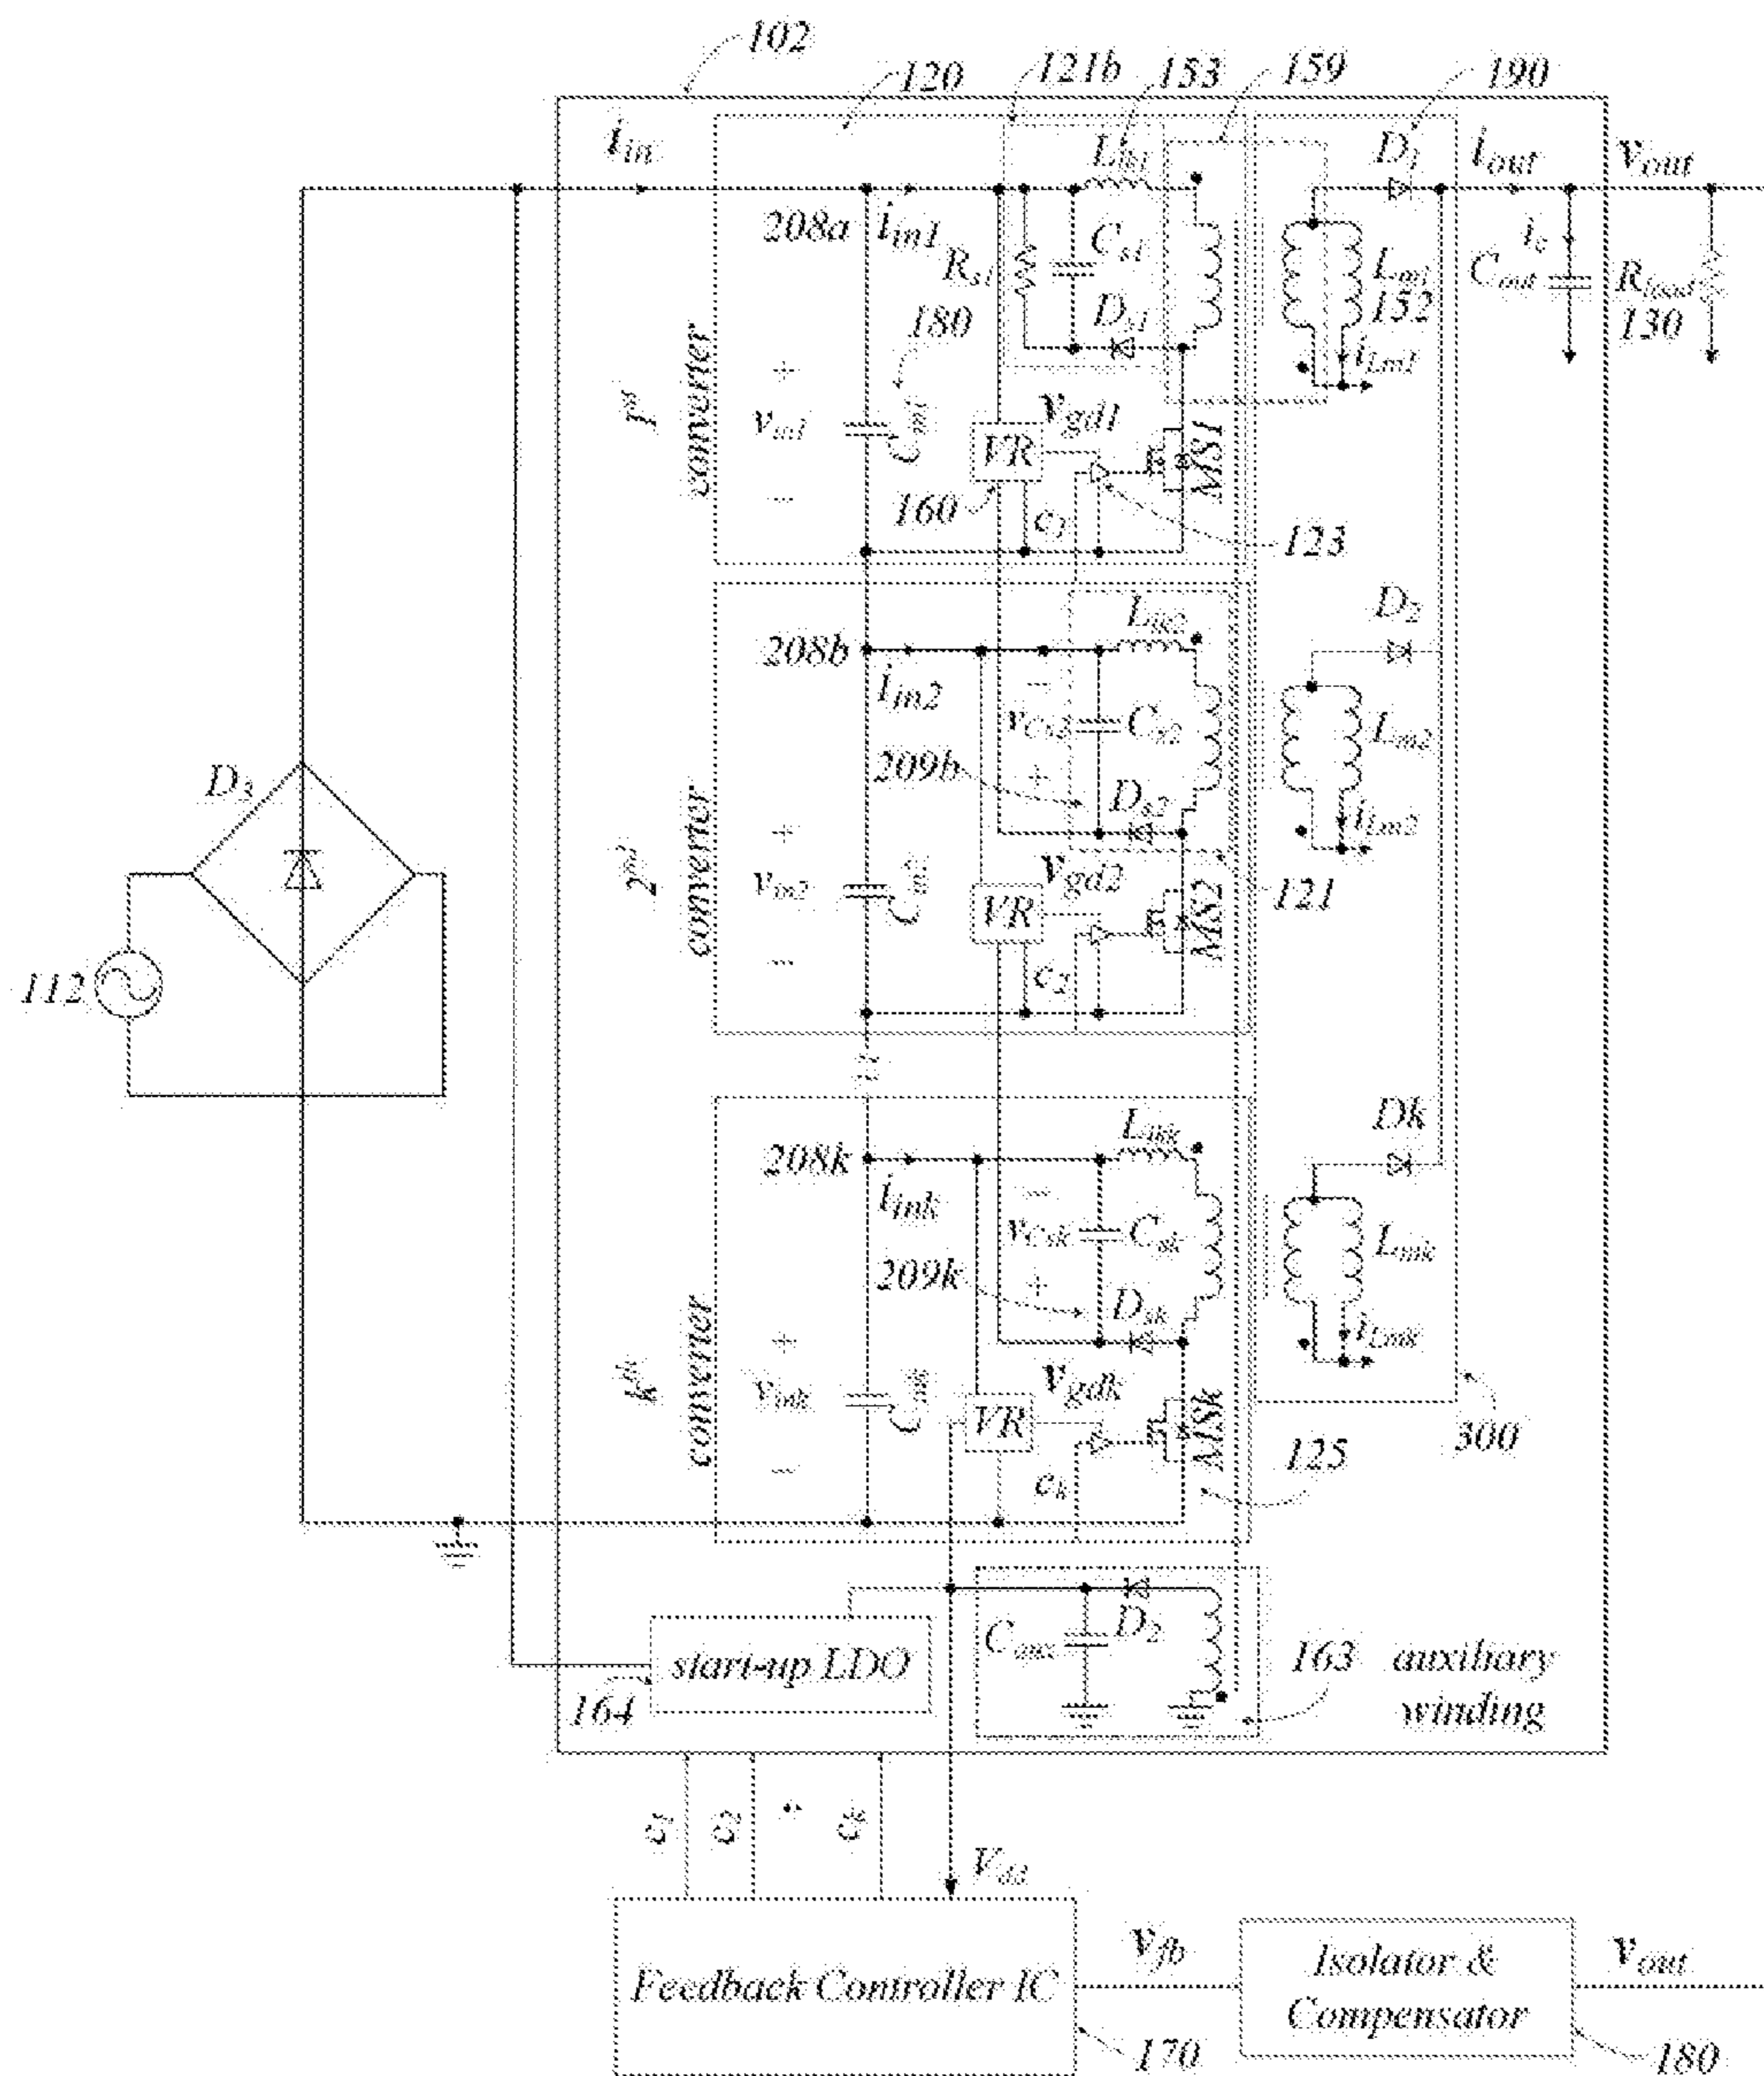 102
120
121b
153
159
190
i_in
L_lk1
D_1
i_out
v_out
208a
i_in1
R_s1
C_s1
D_s1
L_m1
152
i_c
C_out
R_load
130
180
i_Lm1
1st
converter
+
v_in1
−
C_in1
VR
v_gd1
MS1
160
c_1
123
208b
i_in2
L_lk2
D_2
−
v_Cs2
+
C_s2
209b
D_s2
L_m2
i_Lm2
D_3
2nd
converter
+
v_in2
−
C_in2
VR
v_gd2
MS2
121
c_2
112
208k
i_ink
L_lkk
Dk
−
v_Csk
+
C_sk
209k
D_sk
L_mk
i_Lmk
kth
converter
+
v_ink
−
C_ink
VR
v_gdk
MSk
c_k
125
300
start-up LDO
164
C_aux
D_2
163 auxiliary
winding
c_1
c_2
c_k
V_dd
Feedback Controller IC
170
v_fb
Isolator &
Compensator
180
v_out